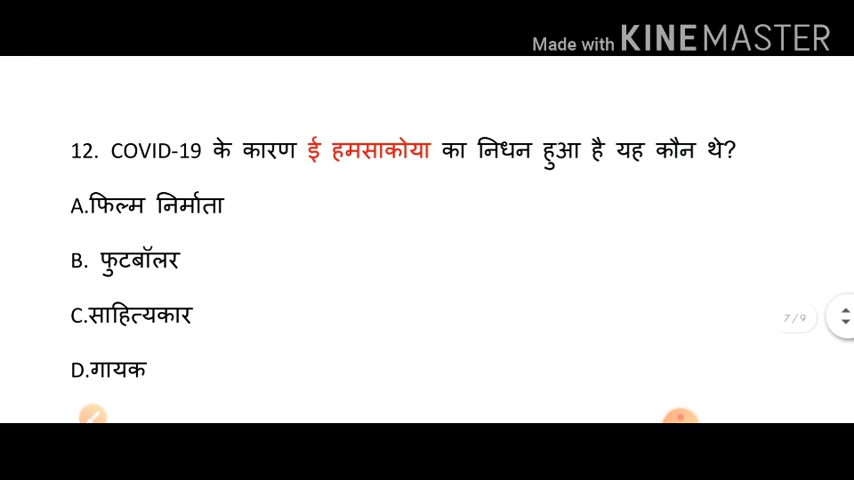 Made with KINEMASTER
12. COVID-19 के कारण ई हमसाकोया का निधन हुआ है यह कौन थे?
A.फिल्म निर्माता
B. फुटबॉलर
C.साहित्यकार
7/9
D.गायक